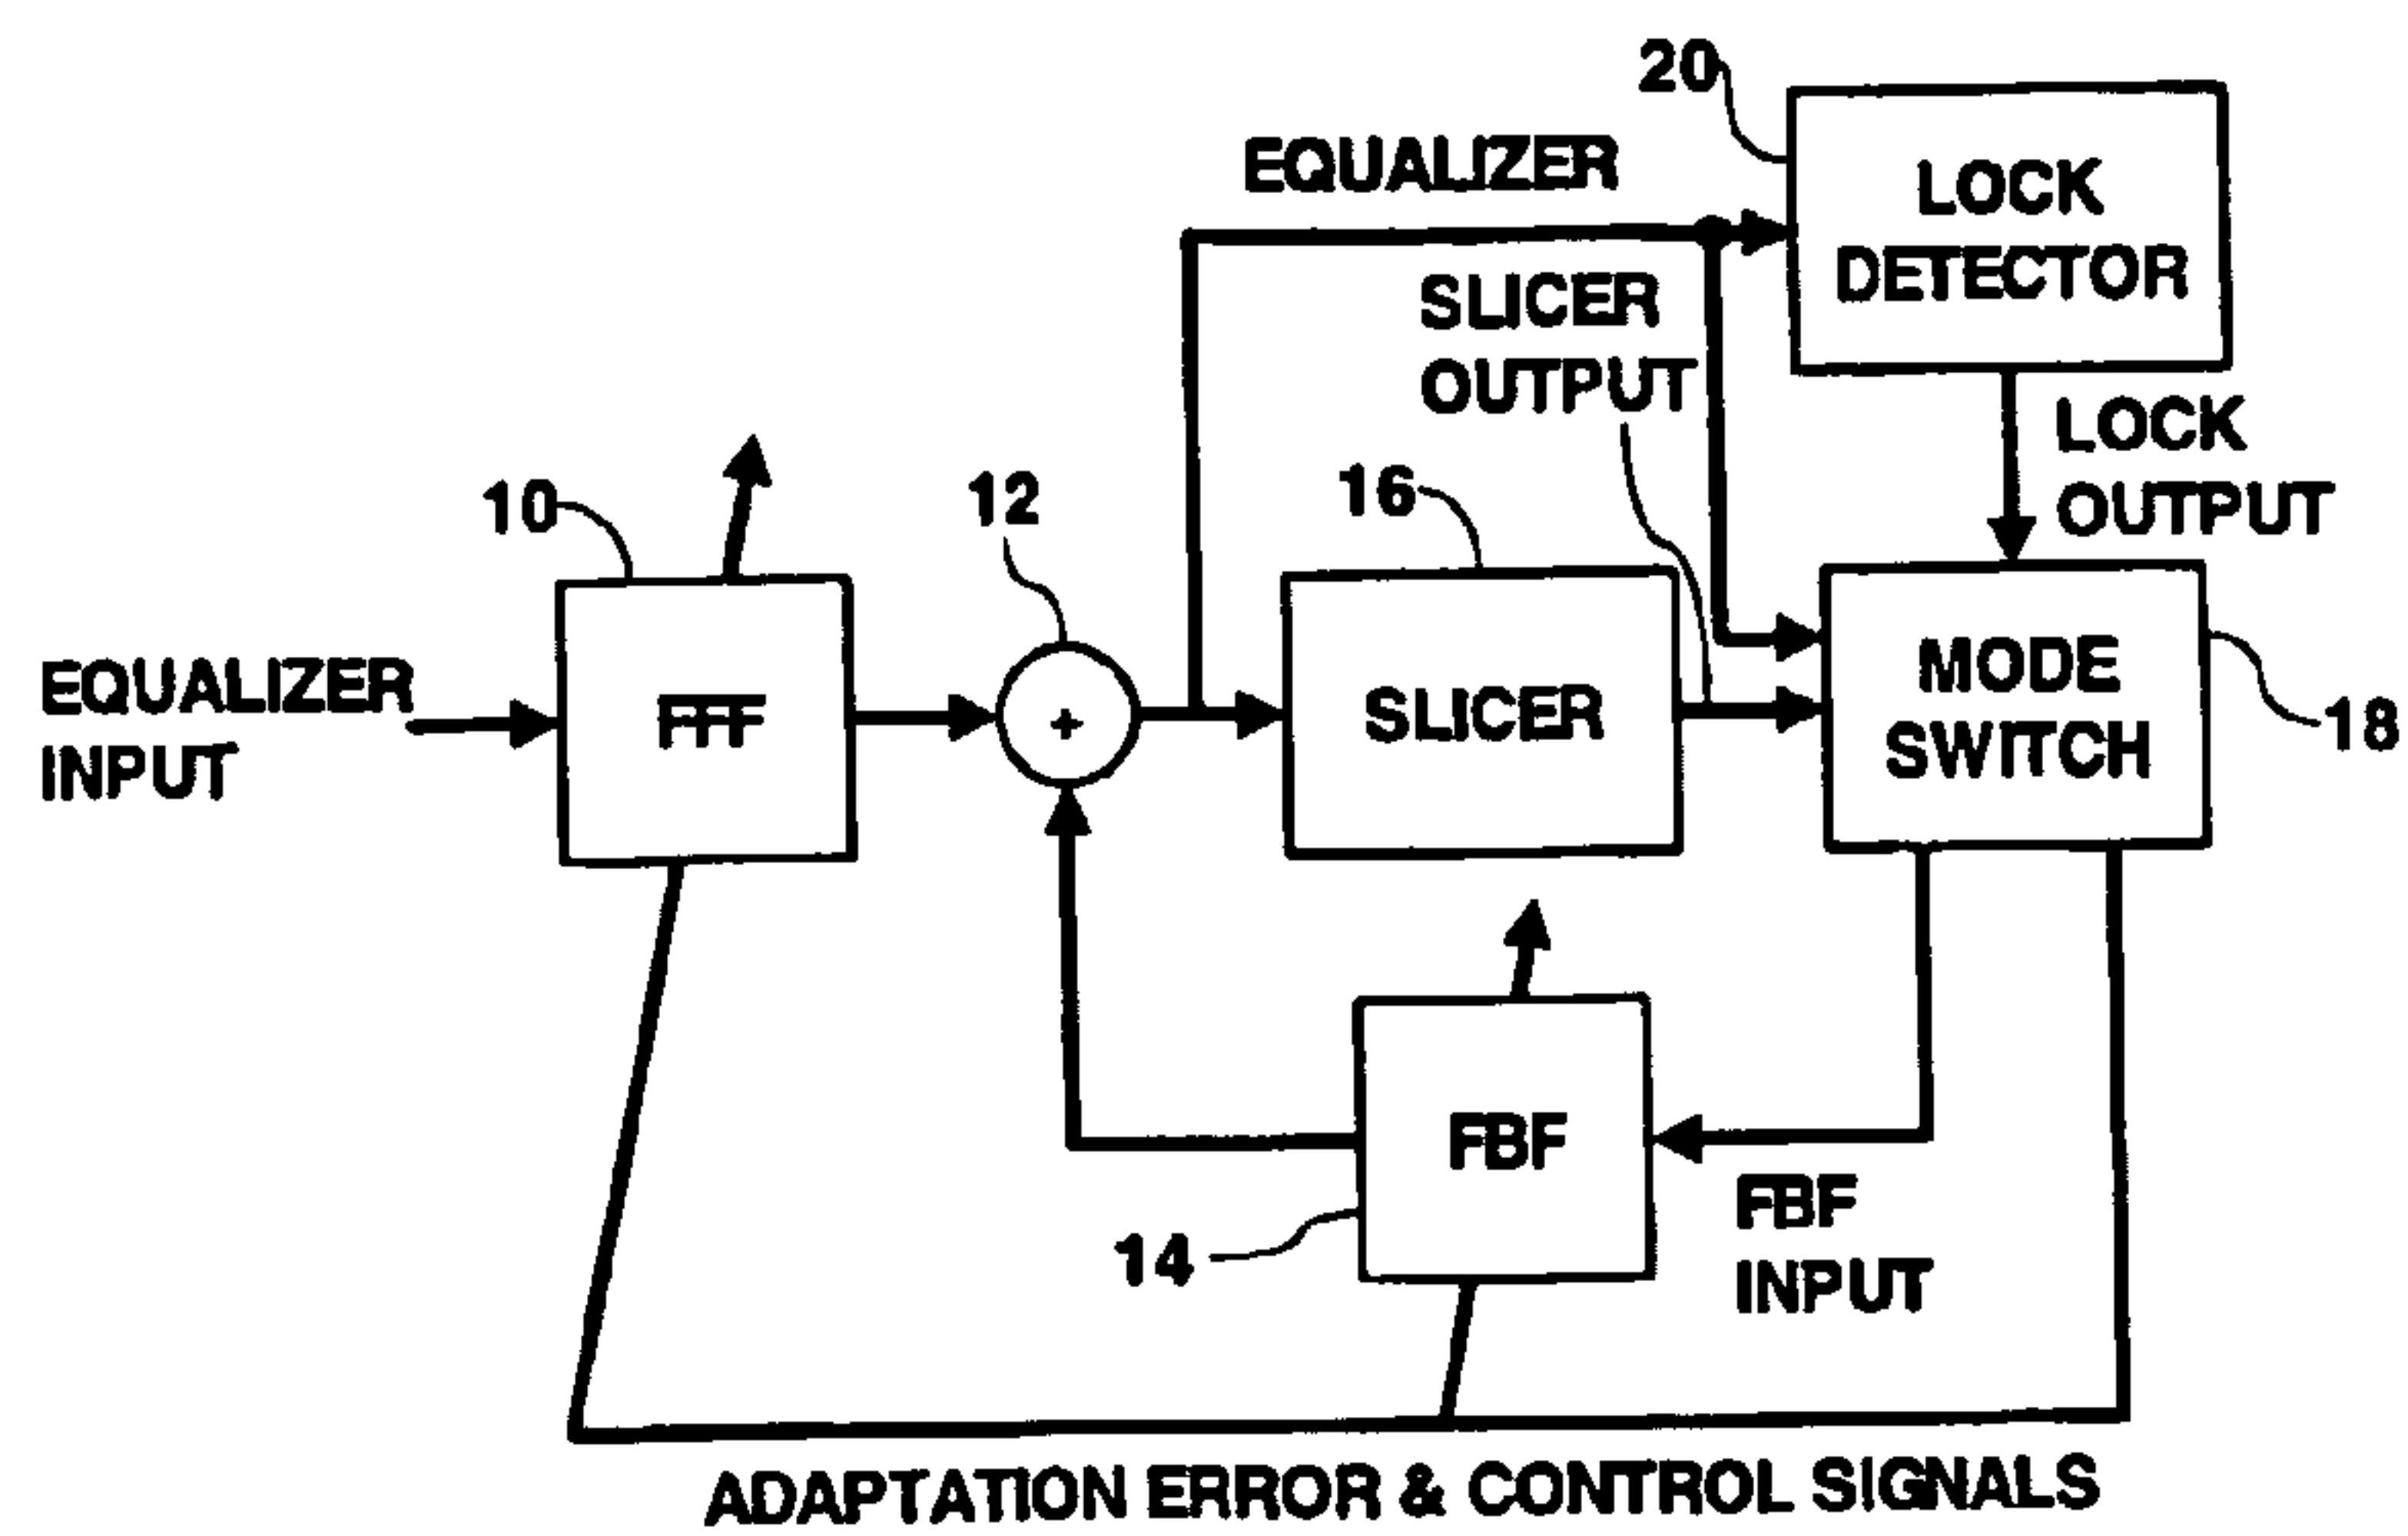 20
EQUALIZER
LOCK
DETECTOR
SLICER
OUTPUT
LOCK
OUTPUT
10
12
16
EQUALIZER
INPUT
FFF
+
SLICER
MODE
SWITCH
18
FBF
14
FBF
INPUT
ADAPTATION ERROR & CONTROL SIGNALS